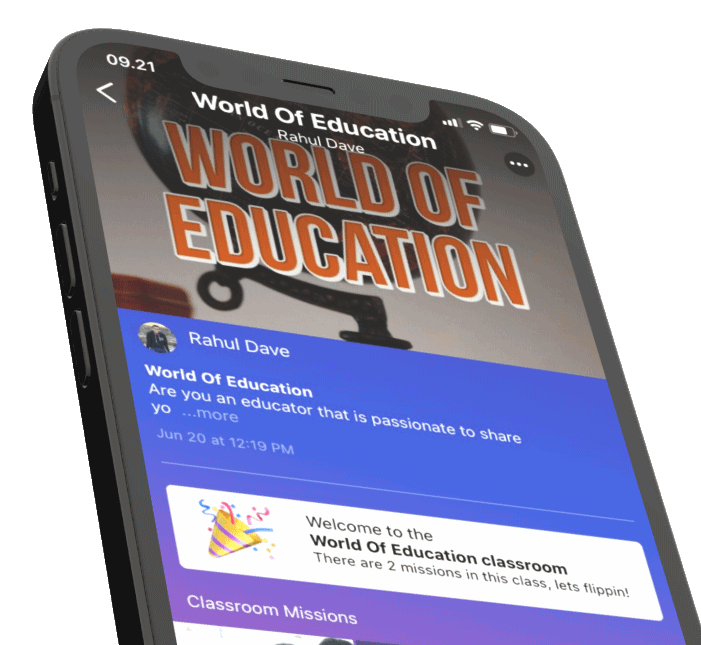 09.21
World Of Education
Rahul Dave
WORLD OF
EDUCATION
Rahul Dave
World Of Education
Are you an educator that is passionate to share
yo ...more
Jun 20 at 12:19 PM
Welcome to the
World Of Education classroom
There are 2 missions in this class, lets flippin!
Classroom Missions